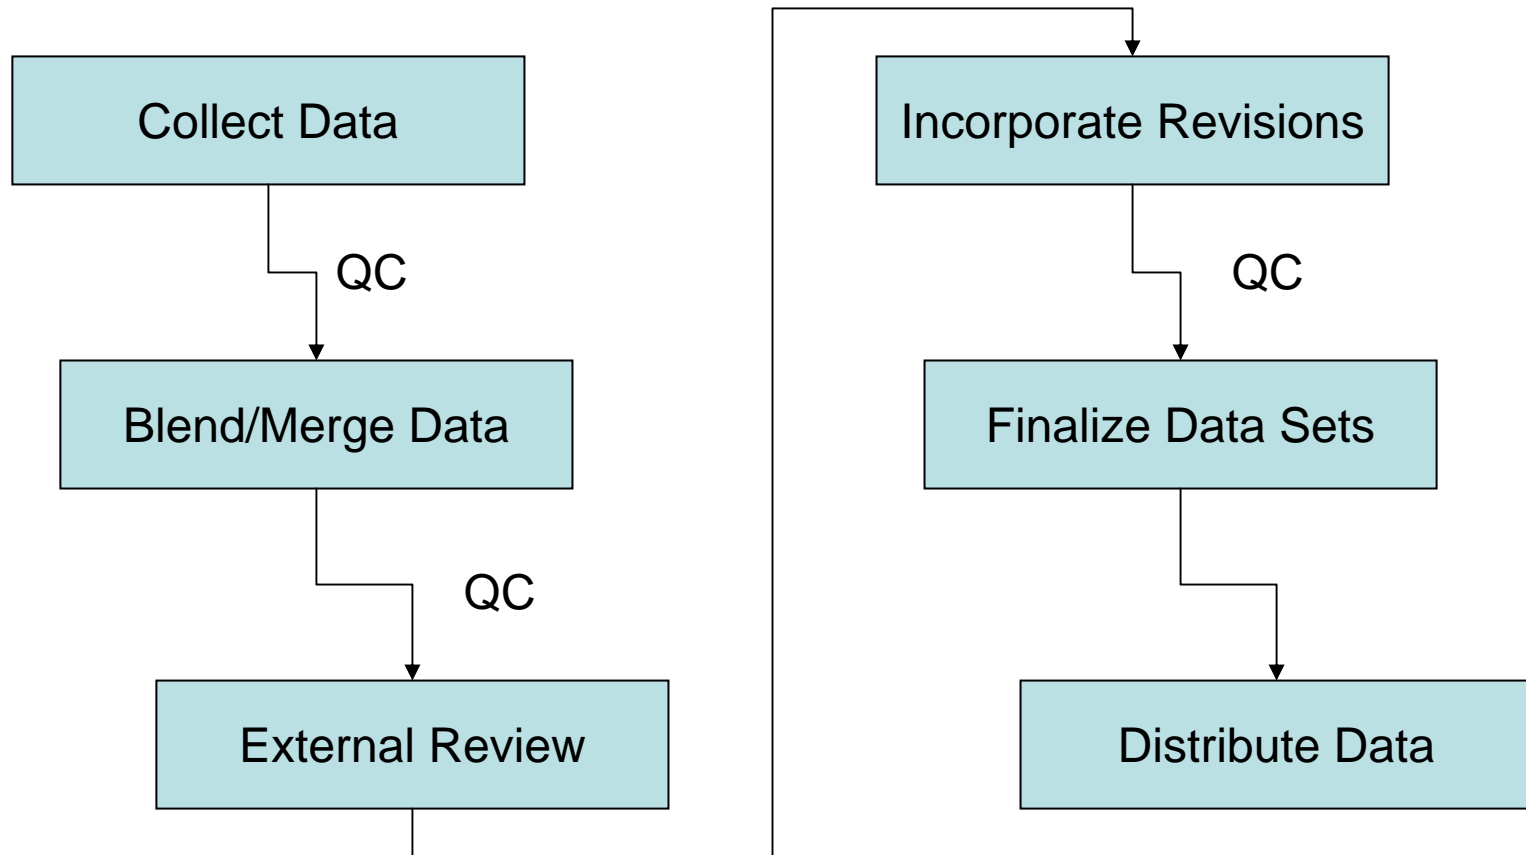 Collect Data
QC
Blend/Merge Data
QC
External Review
Incorporate Revisions
QC
Finalize Data Sets
Distribute Data